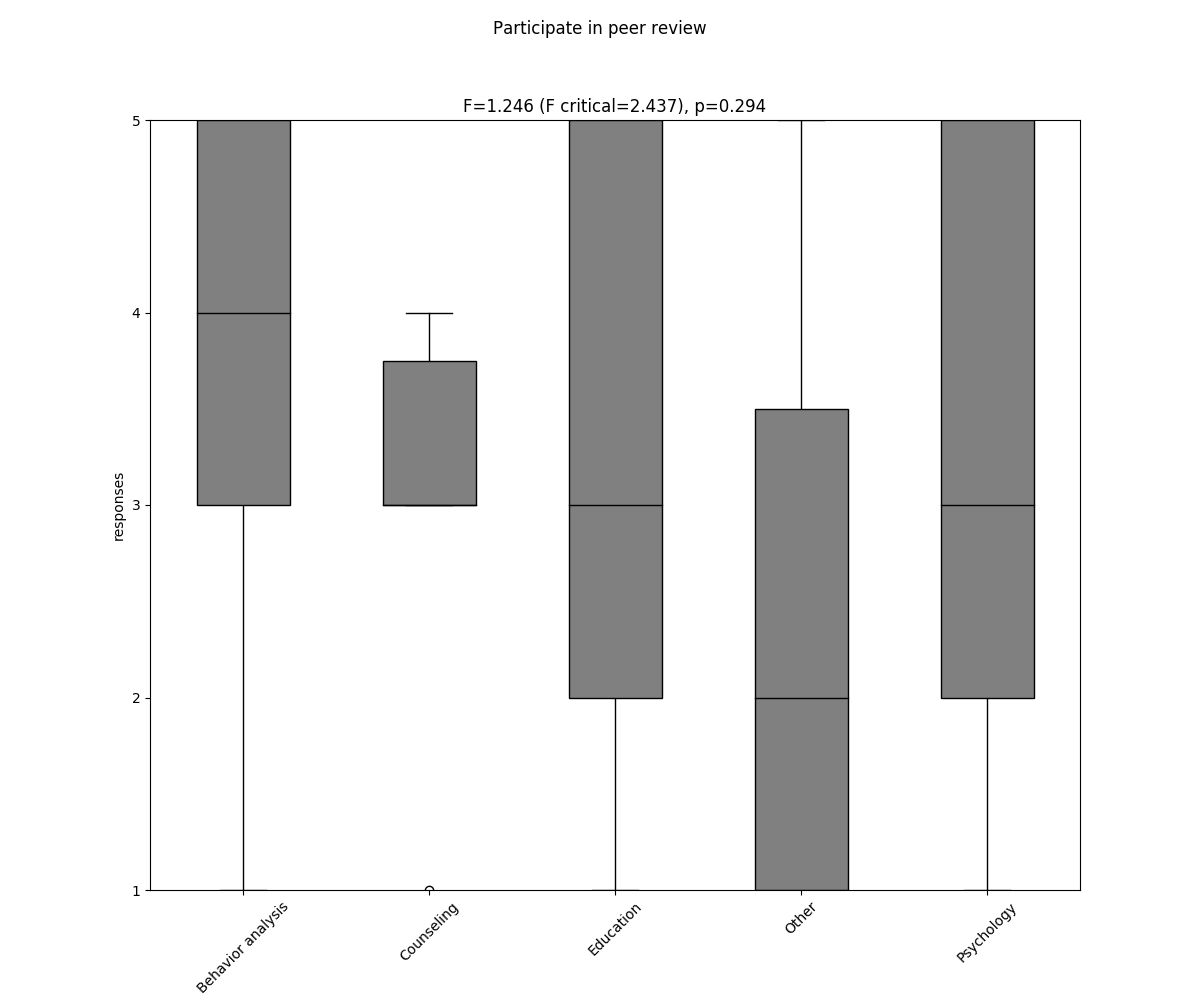 Participate in peer review
F=1.246 (F critical=2.437), p=0.294
5
4
3
2
1
responses
Behavior analysis
Counseling
Education
Other
Psychology